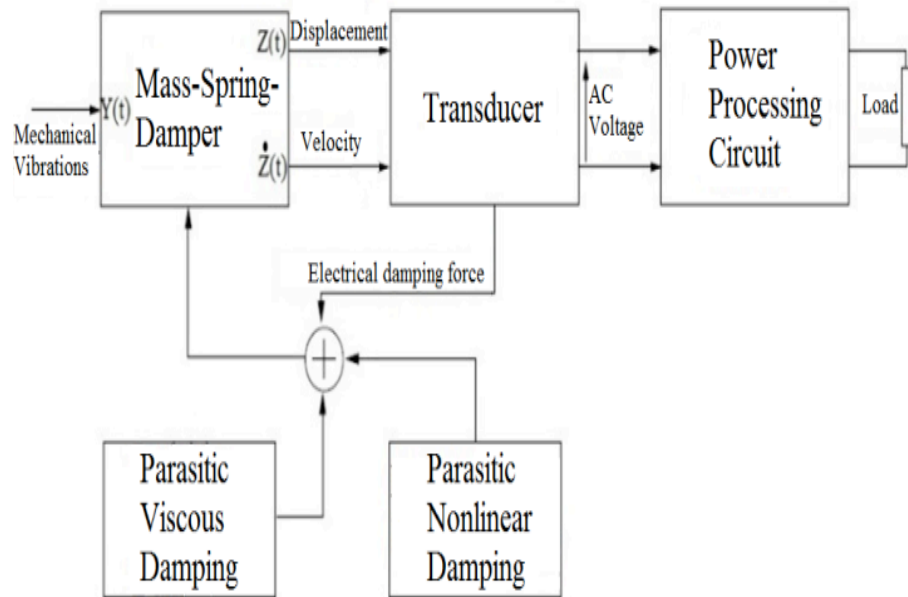 Z(t)
Displacement
Mass-Spring-
Damper
Y(t)
Mechanical
Vibrations
Ż(t)
Velocity
Transducer
AC
Voltage
Power
Processing
Circuit
Load
Electrical damping force
+
Parasitic
Viscous
Damping
Parasitic
Nonlinear
Damping